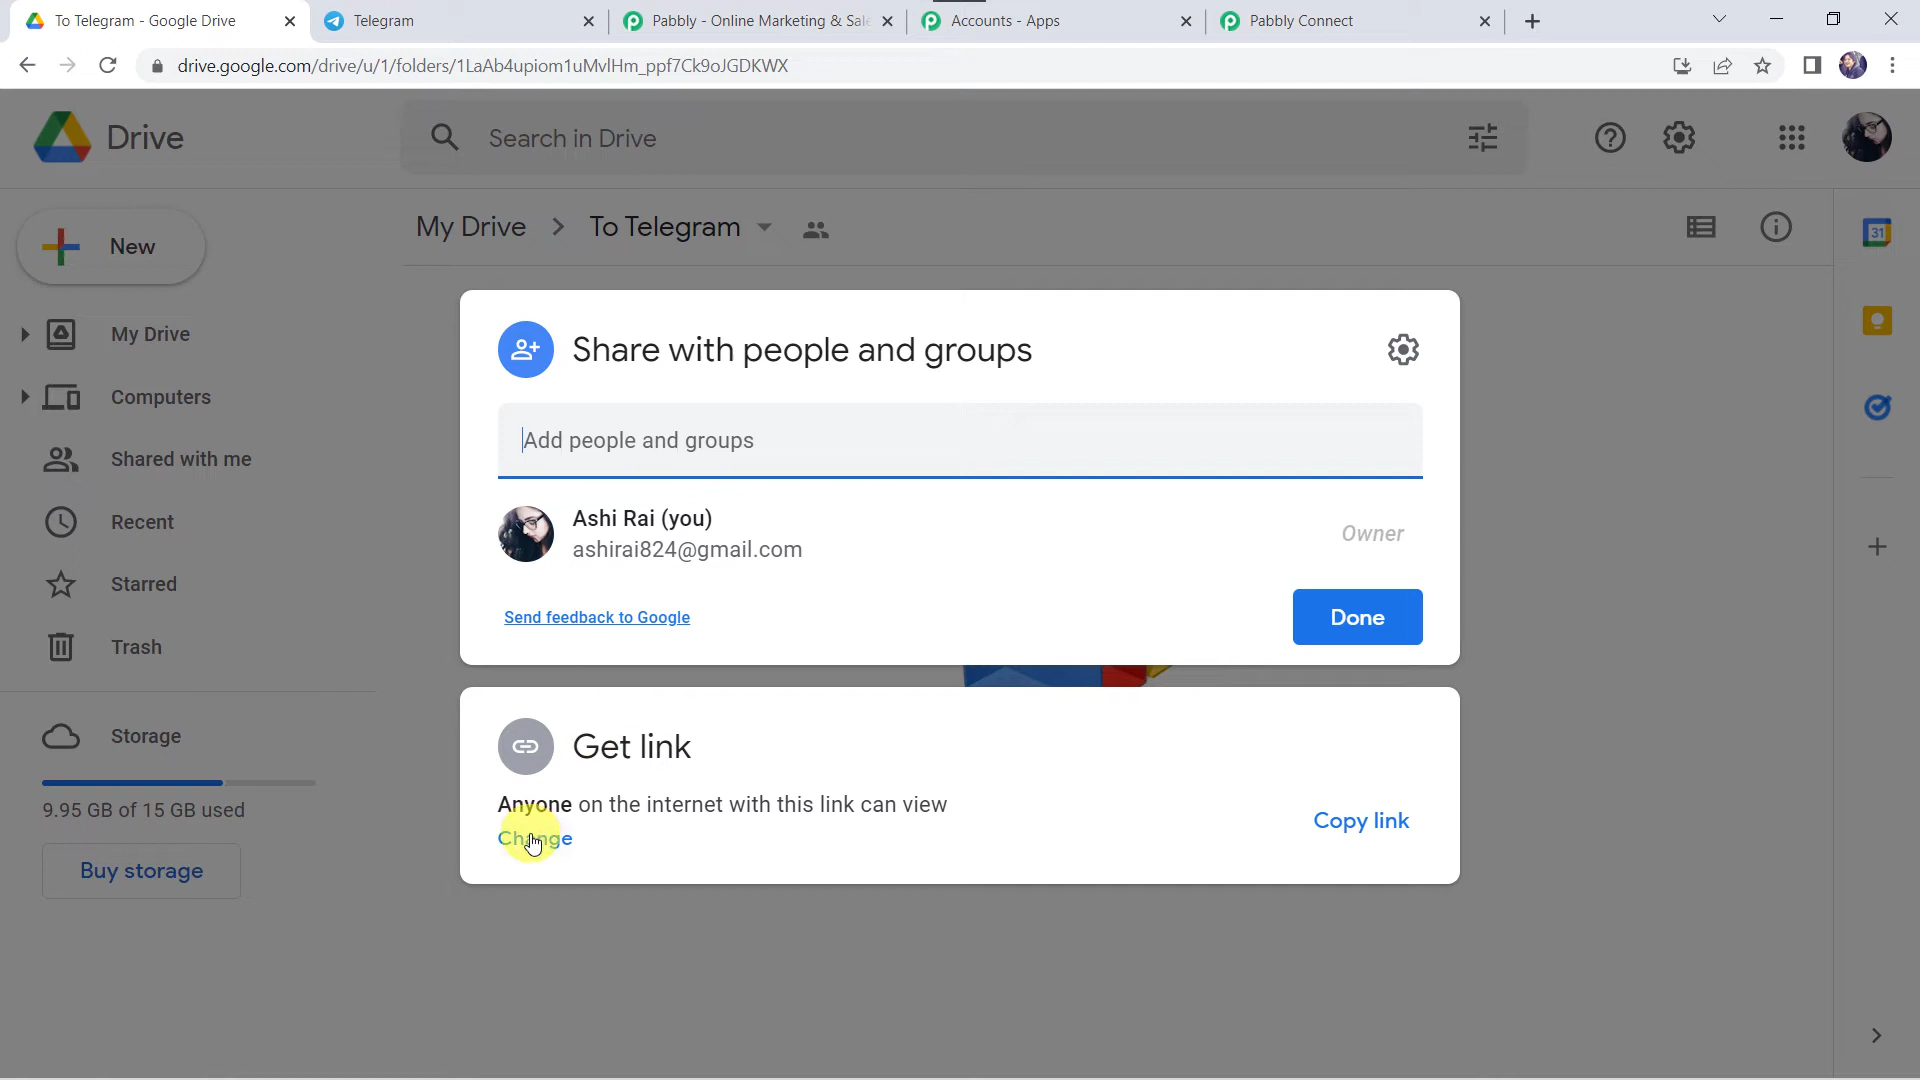 To Telegram - Google Drive
Telegram
Pabbly - Online Marketing & Sale
Accounts - Apps
Pabbly Connect
drive.google.com/drive/u/1/folders/1LaAb4upiom1uMvlHm_ppf7Ck9oJGDKWX
Drive
Search in Drive
New
My Drive
To Telegram
31
My Drive
Computers
Shared with me
Recent
Starred
Trash
Storage
9.95 GB of 15 GB used
Buy storage
Share with people and groups
Add people and groups
Ashi Rai (you)
ashirai824@gmail.com
Owner
Send feedback to Google
Done
Get link
Anyone on the internet with this link can view
Change
Copy link